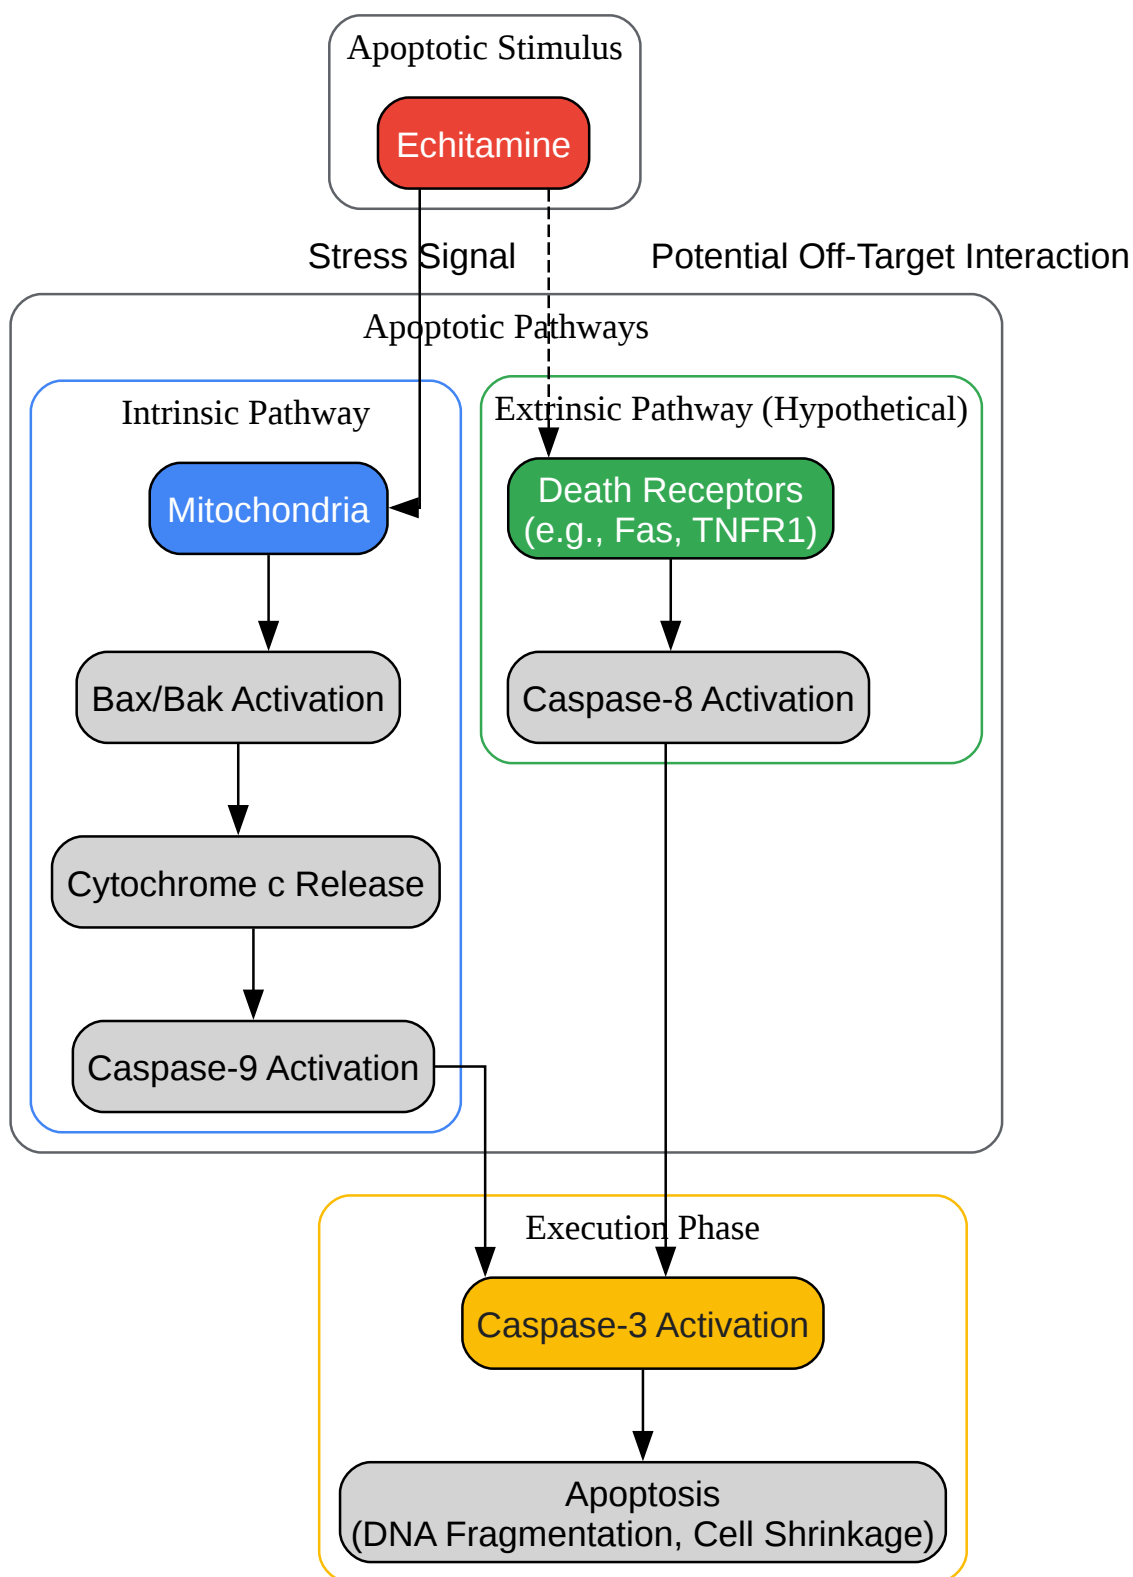 Apoptotic Stimulus
Echitamine
Stress Signal
Potential Off-Target Interaction
Apoptotic Pathways
Intrinsic Pathway
Extrinsic Pathway (Hypothetical)
Mitochondria
Death Receptors
(e.g., Fas, TNFR1)
Bax/Bak Activation
Caspase-8 Activation
Cytochrome c Release
Caspase-9 Activation
Execution Phase
Caspase-3 Activation
Apoptosis
(DNA Fragmentation, Cell Shrinkage)